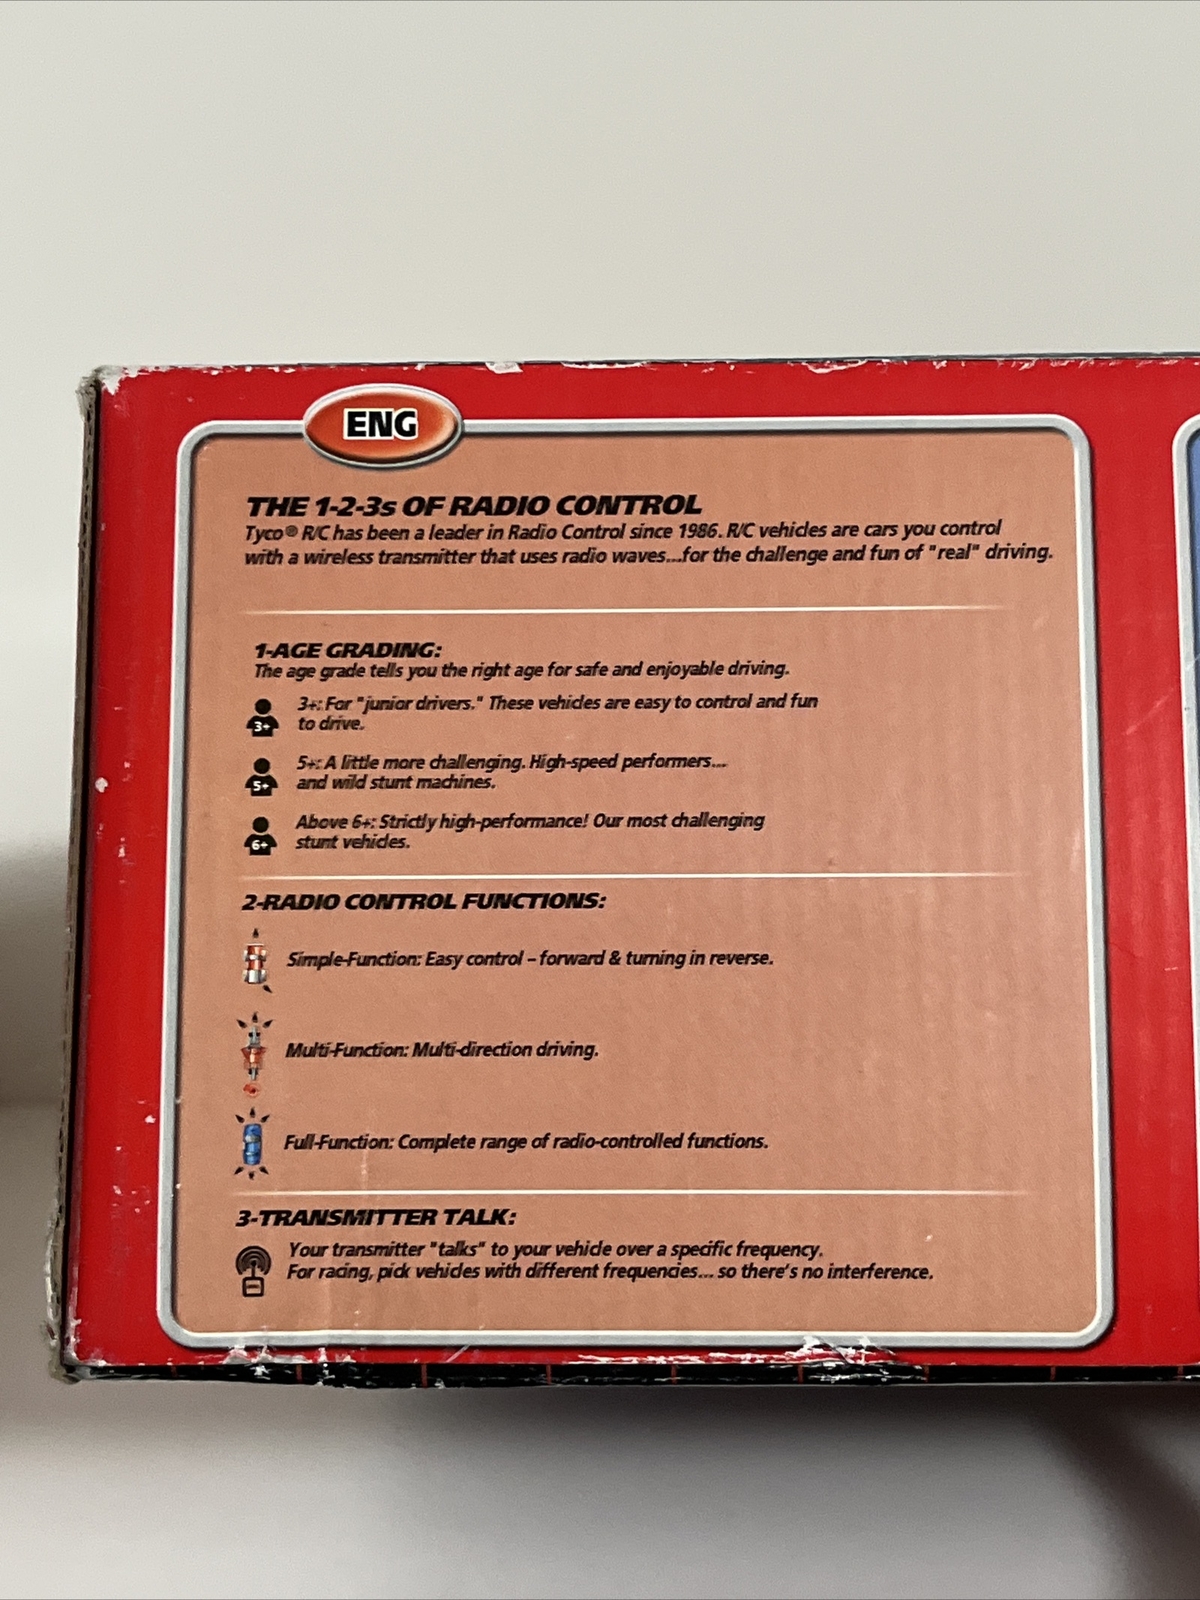 ENG
THE 1-2-3s OF RADIO CONTROL
Tyco® R/C has been a leader in Radio Control since 1986. R/C vehicles are cars you control
with a wireless transmitter that uses radio waves...for the challenge and fun of "real" driving.
1-AGE GRADING:
The age grade tells you the right age for safe and enjoyable driving.
3+: For "junior drivers." These vehicles are easy to control and fun
3+
to drive.
5+: A little more challenging. High-speed performers...
5+
and wild stunt machines.
Above 6+: Strictly high-performance! Our most challenging
6+
stunt vehicles.
2-RADIO CONTROL FUNCTIONS:
Simple-Function: Easy control – forward & turning in reverse.
Multi-Function: Multi-direction driving.
Full-Function: Complete range of radio-controlled functions.
3-TRANSMITTER TALK:
Your transmitter "talks" to your vehicle over a specific frequency.
For racing, pick vehicles with different frequencies... so there's no interference.